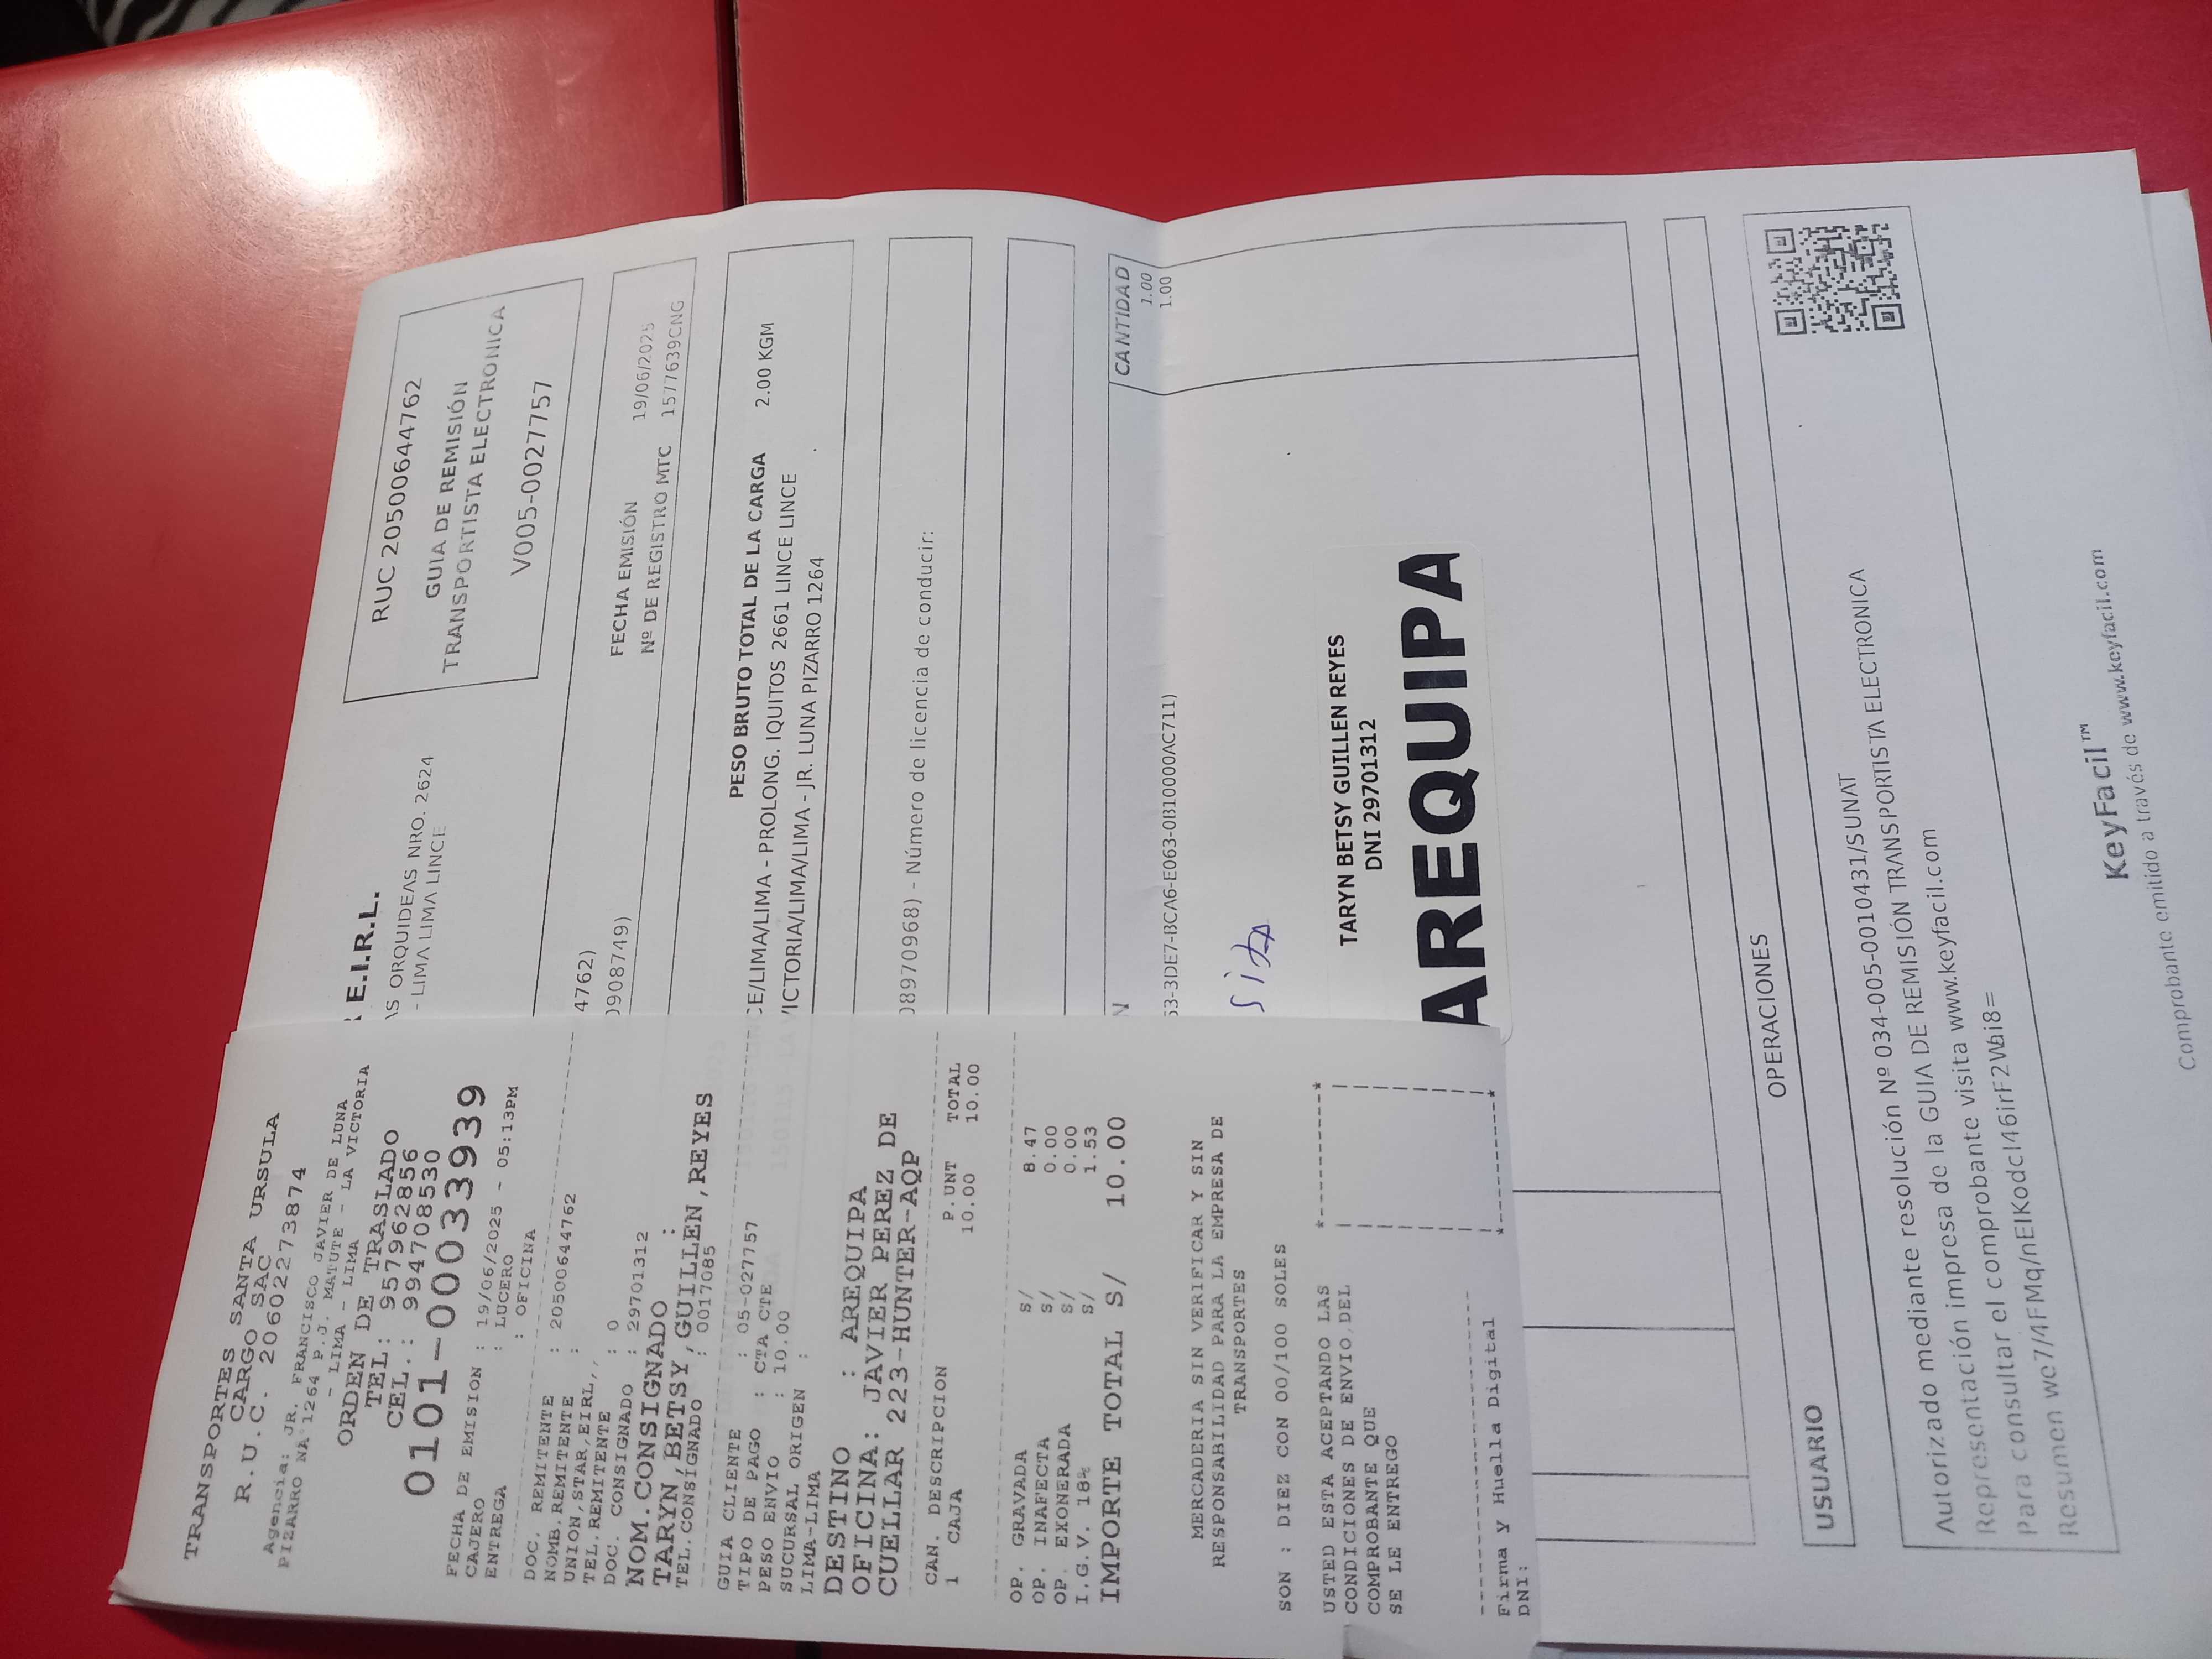 TRANSPORTES SANTA URSULA
CARGO SAC
R.U.C. 20602273874
Agencia: JR. FRANCISCO JAVIER DE LUNA
PIZARRO NA°1264 P.J. MATUTE - LA VICTORIA
- LIMA - LIMA
ORDEN DE TRASLADO
TEL: 957962856
CEL.: 994708530
0101-00033939
FECHA DE EMISION : 19/06/2025 - 05:13PM
CAJERO : LUCERO
ENTREGA : OFICINA
DOC. REMITENTE : 20500644762
NOMB.REMITENTE :
UNION,STAR,EIRL,,
TEL.REMITENTE : 0
DOC. CONSIGNADO : 29701312
NOM.CONSIGNADO :
TARYN,BETSY,GUILLEN,REYES
TEL.CONSIGNADO : 0017085
GUIA CLIENTE : 05-027757
TIPO DE PAGO : CTA CTE
PESO ENVIO : 10.00
SUCURSAL ORIGEN :
LIMA-LIMA
DESTINO : AREQUIPA
OFICINA: JAVIER PEREZ DE
CUELLAR 223-HUNTER-AQP
CAN. DESCRIPCION P.UNT TOTAL
1 CAJA 10.00 10.00
OP. GRAVADA S/ 8.47
OP. INAFECTA S/ 0.00
OP. EXONERADA S/ 0.00
I.G.V. 18% S/ 1.53
IMPORTE TOTAL S/ 10.00
MERCADERIA SIN VERIFICAR Y SIN
RESPONSABILIDAD PARA LA EMPRESA DE
TRANSPORTES
SON : DIEZ CON 00/100 SOLES
USTED ESTA ACEPTANDO LAS
CONDICIONES DE ENVIO DEL
COMPROBANTE QUE
SE LE ENTREGO
Firma y Huella Digital
DNI:
E.I.R.L.
AS ORQUIDEAS NRO. 2624
- LIMA LIMA LINCE
RUC 20500644762
GUIA DE REMISIÓN
TRANSPORTISTA ELECTRONICA
V005-00277757
4762)
09908749)
FECHA EMISIÓN 19/06/2025
Nº DE REGISTRO MTC 1577639CNG
PESO BRUTO TOTAL DE LA CARGA 2.00 KGM
CE/LIMA/LIMA - PROLONG. IQUITOS 2661 LINCE LINCE
VICTORIA/LIMA/LIMA - JR. LUNA PIZARRO 1264
08970968) - Número de licencia de conducir:
N CANTIDAD
1.00
53-3DE7-BCA6-E063-0B10000AC711) 1.00
TARYN BETSY GUILLEN REYES
DNI 29701312
AREQUIPA
OPERACIONES
USUARIO
Autorizado mediante resolución Nº 034-005-0010431/SUNAT
Representación impresa de la GUIA DE REMISIÓN TRANSPORTISTA ELECTRONICA
Para consultar el comprobante visita www.keyfacil.com
Resumen we7/4FMq/nEIKodcl46irF2Wbi8=
KeyFacil™
Comprobante emitido a través de www.keyfacil.com